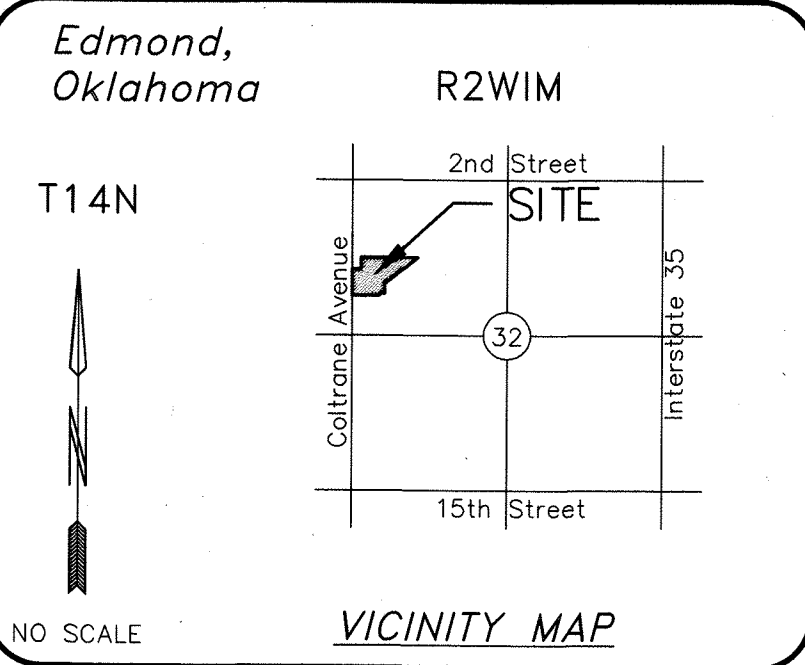 Edmond,
Oklahoma
R2WIM
T14N
2nd Street
SITE
Coltrane Avenue
Interstate 35
32
15th Street
N
NO SCALE
VICINITY MAP